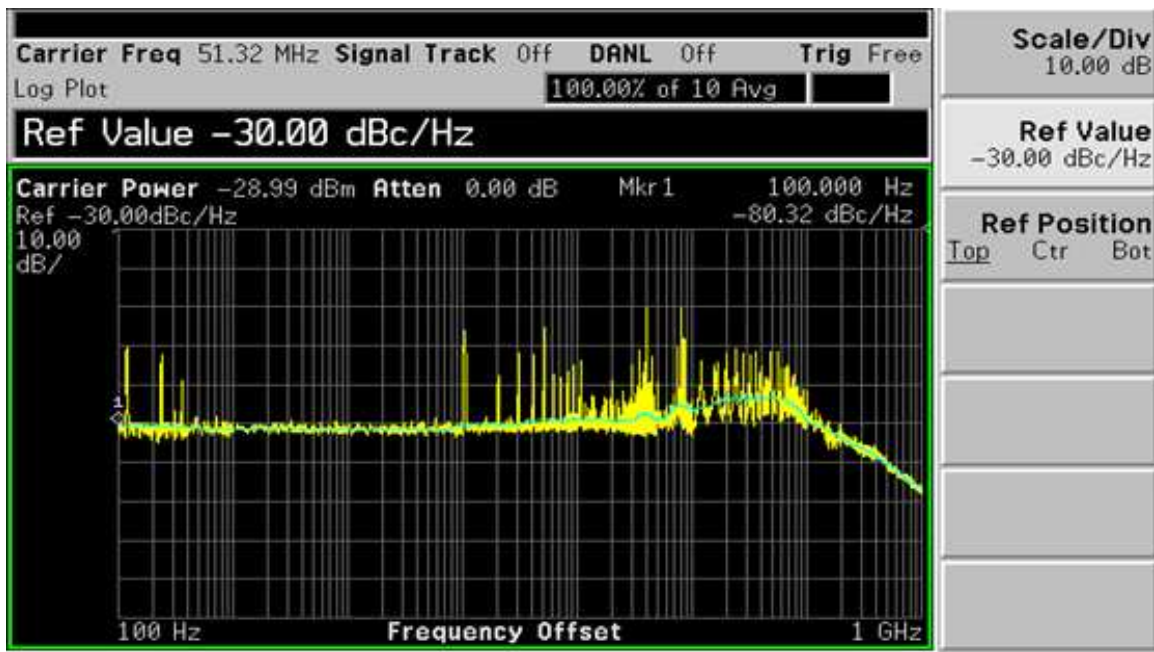 Carrier Freq 51.32 MHz Signal Track Off DANL Off Trig Free
Log Plot
100.00% of 10 Avg
Ref Value -30.00 dBc/Hz
Carrier Power -28.99 dBm Atten 0.00 dB Mkr1 100.000 Hz
Ref -30.00dBc/Hz -80.32 dBc/Hz
10.00
dB/
1
100 Hz Frequency Offset 1 GHz
Scale/Div
10.00 dB
Ref Value
-30.00 dBc/Hz
Ref Position
Top Ctr Bot